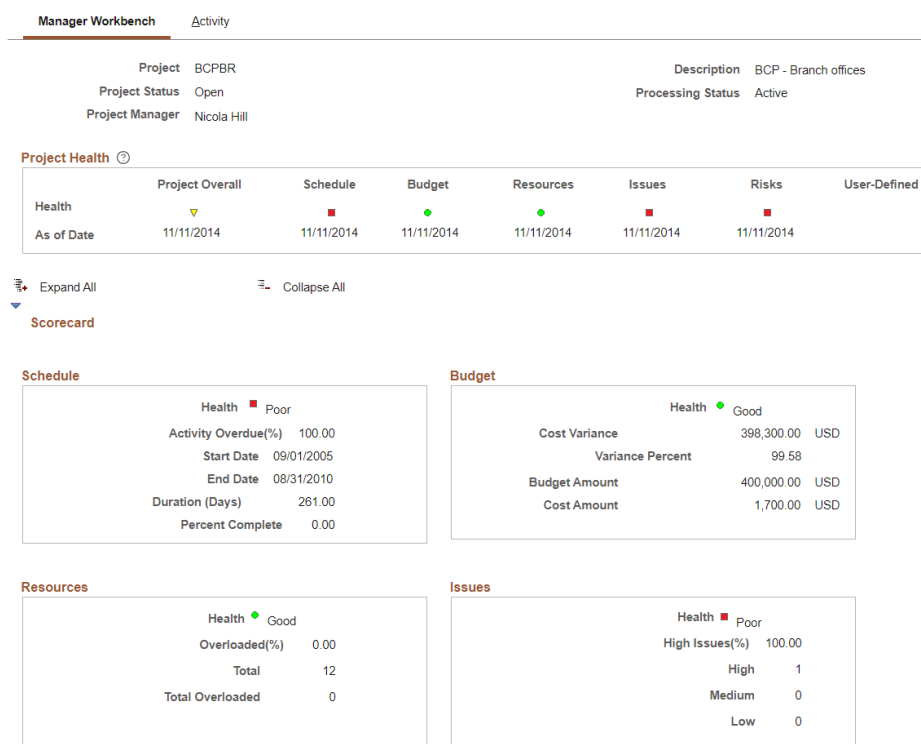 Manager Workbench Activity
Project BCPBR Description BCP - Branch offices
Project Status Open Processing Status Active
Project Manager Nicola Hill
Project Health ?
Project Overall Schedule Budget Resources Issues Risks User-Defined
Health
As of Date 11/11/2014 11/11/2014 11/11/2014 11/11/2014 11/11/2014 11/11/2014
Expand All Collapse All
Scorecard
Schedule
Health Poor
Activity Overdue(%) 100.00
Start Date 09/01/2005
End Date 08/31/2010
Duration (Days) 261.00
Percent Complete 0.00
Budget
Health Good
Cost Variance 398,300.00 USD
Variance Percent 99.58
Budget Amount 400,000.00 USD
Cost Amount 1,700.00 USD
Resources
Health Good
Overloaded(%) 0.00
Total 12
Total Overloaded 0
Issues
Health Poor
High Issues(%) 100.00
High 1
Medium 0
Low 0